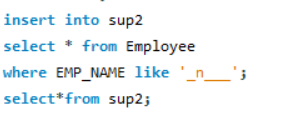 insert into sup2
select * from Employee
where EMP_NAME like '_n___';
select*from sup2;